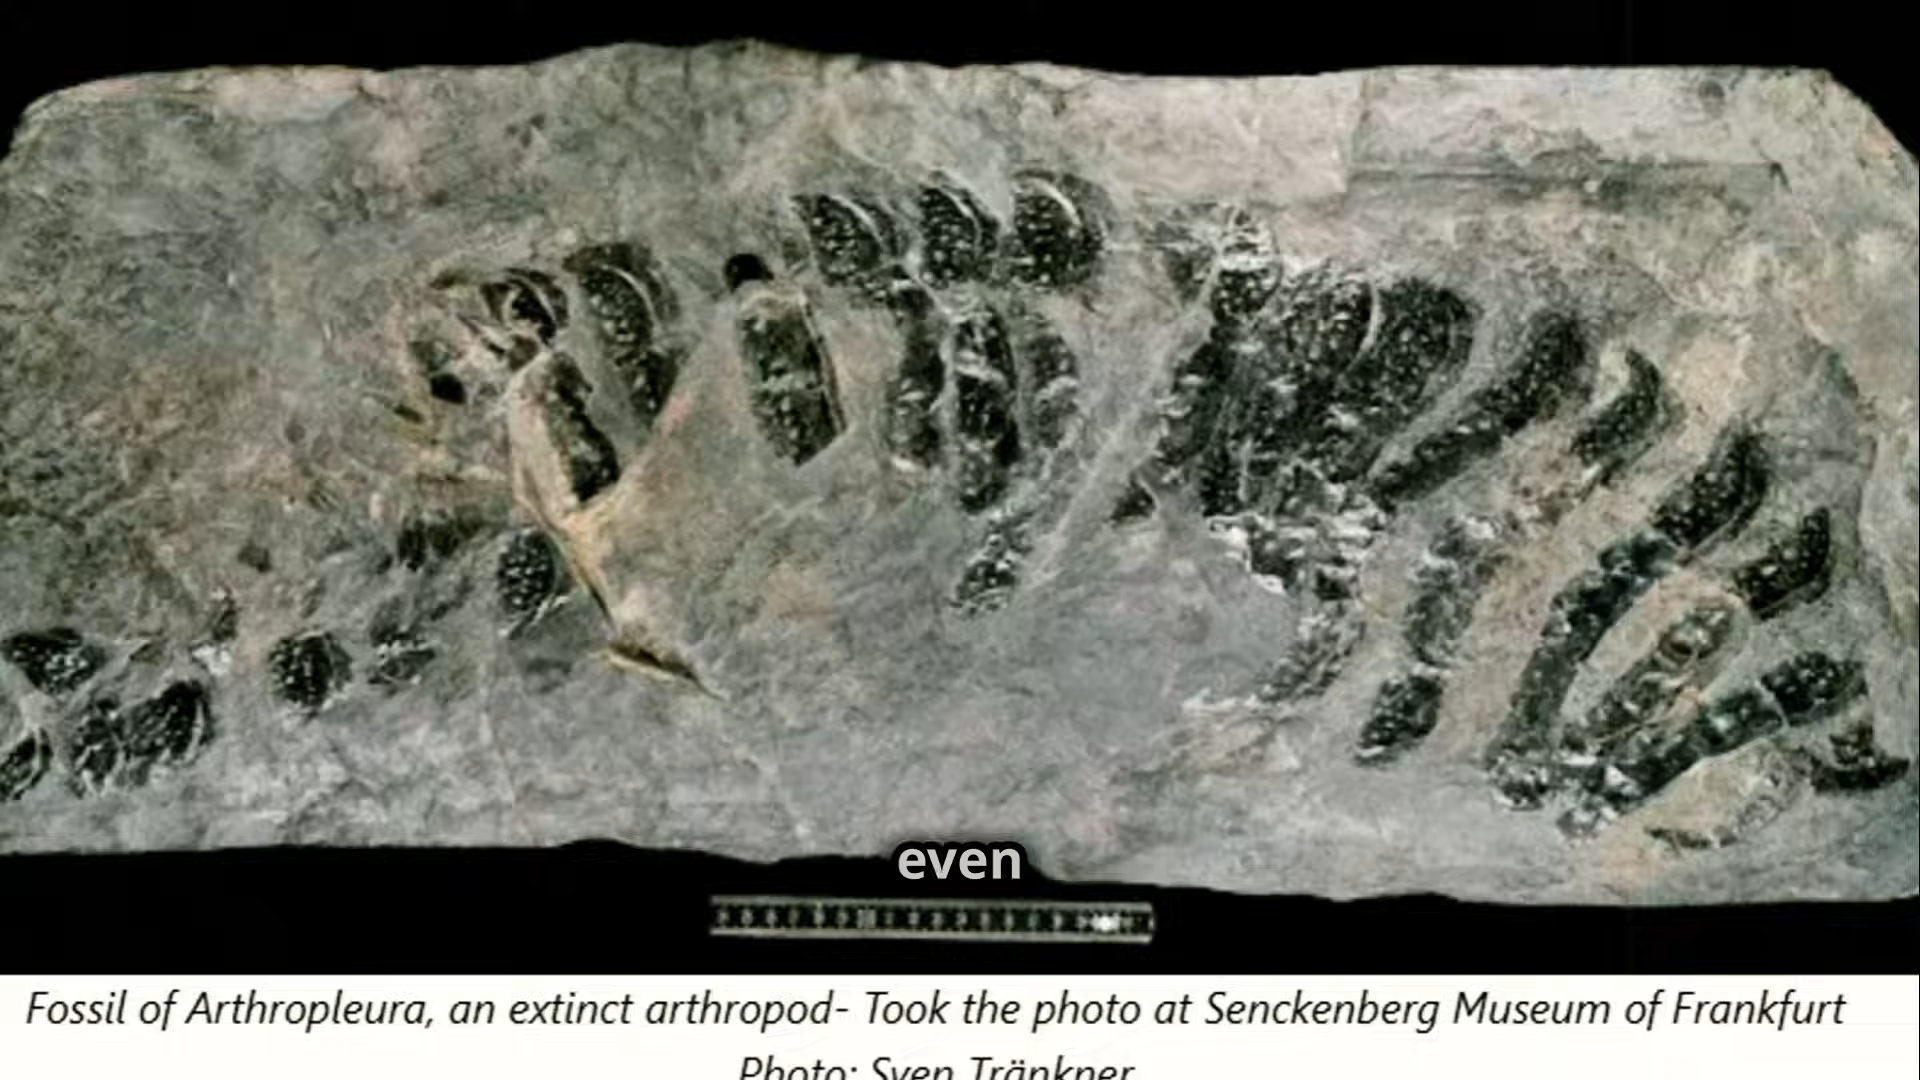 even
Fossil of Arthropleura, an extinct arthropod- Took the photo at Senckenberg Museum of Frankfurt
Photo: Sven Tränkner